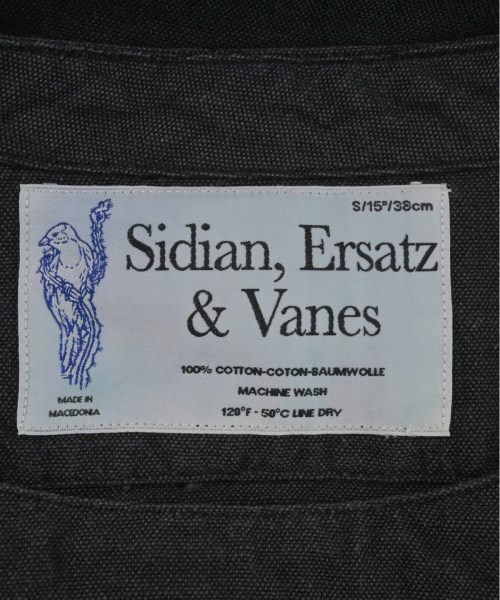 S/15"/38cm
Sidian, Ersatz
& Vanes
100% COTTON-COTON-BAUMWOLLE
MACHINE WASH
120°F - 50°C LINE DRY
MADE IN
MACEDONIA